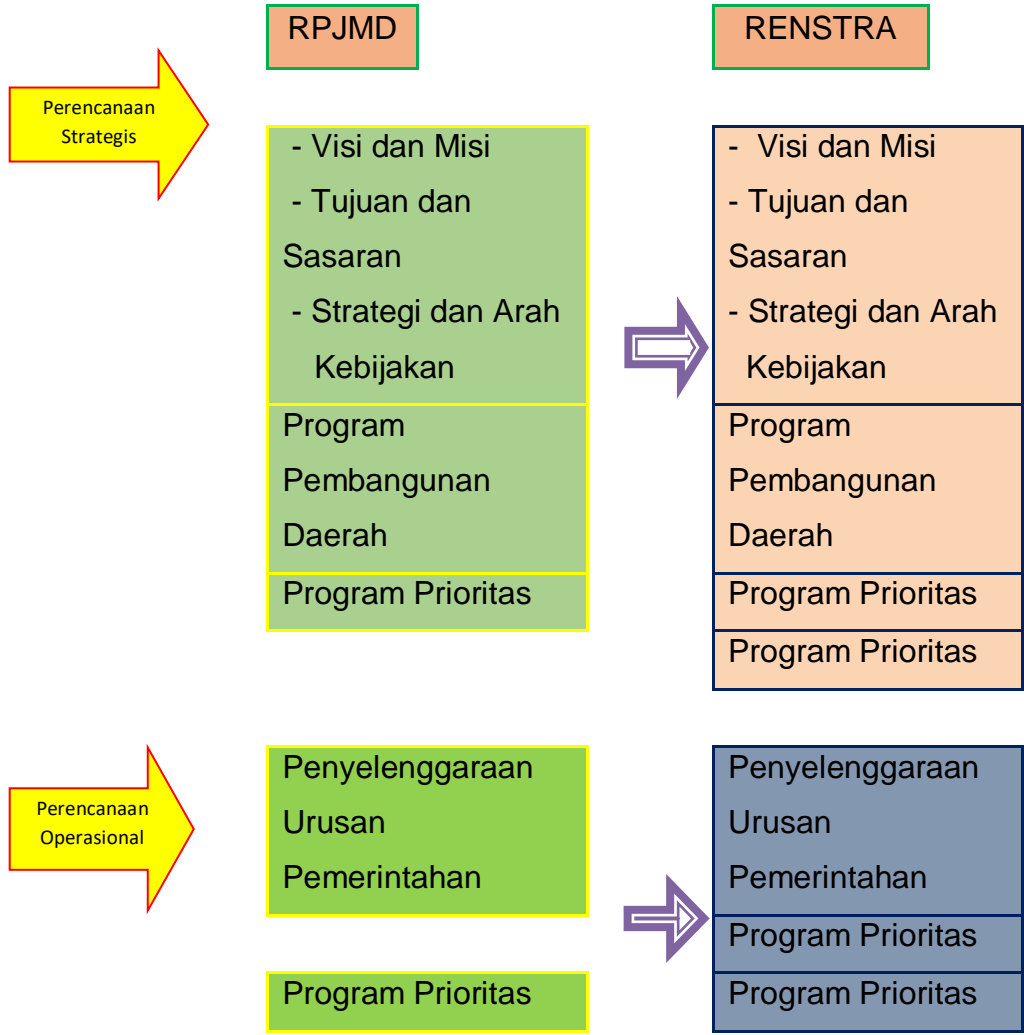 RPJMD
RENSTRA
Perencanaan
Strategis
- Visi dan Misi
- Tujuan dan
Sasaran
- Strategi dan Arah
Kebijakan
Program
Pembangunan
Daerah
Program Prioritas
- Visi dan Misi
- Tujuan dan
Sasaran
- Strategi dan Arah
Kebijakan
Program
Pembangunan
Daerah
Program Prioritas
Program Prioritas
Perencanaan
Operasional
Penyelenggaraan
Urusan
Pemerintahan
Program Prioritas
Penyelenggaraan
Urusan
Pemerintahan
Program Prioritas
Program Prioritas